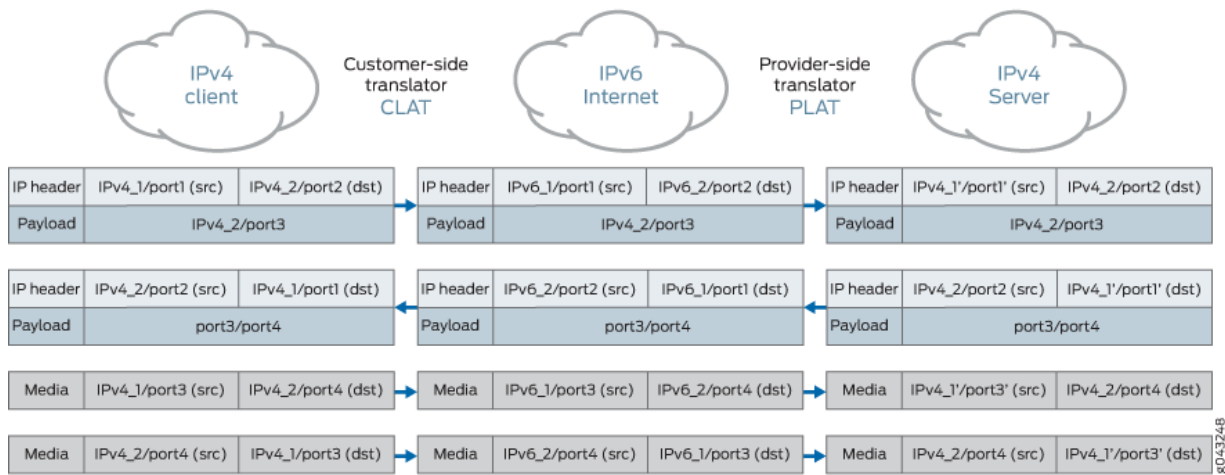 IPv4
client
Customer-side
translator
CLAT
IPv6
Internet
Provider-side
translator
PLAT
IPv4
Server
IP header IPv4_1/port1 (src) IPv4_2/port2 (dst) IP header IPv6_1/port1 (src) IPv6_2/port2 (dst) IP header IPv4_1'/port1' (src) IPv4_2/port2 (dst)
Payload IPv4_2/port3 Payload IPv4_2/port3 Payload IPv4_2/port3
IP header IPv4_2/port2 (src) IPv4_1/port1 (dst) IP header IPv6_2/port2 (src) IPv6_1/port1 (dst) IP header IPv4_2/port2 (src) IPv4_1'/port1' (dst)
Payload port3/port4 Payload port3/port4 Payload port3/port4
Media IPv4_1/port3 (src) IPv4_2/port4 (dst) Media IPv6_1/port3 (src) IPv6_2/port4 (dst) Media IPv4_1'/port3' (src) IPv4_2/port4 (dst)
Media IPv4_2/port4 (src) IPv4_1/port3 (dst) Media IPv6_2/port4 (src) IPv6_1/port3 (dst) Media IPv4_2/port4 (src) IPv4_1'/port3' (dst)
g043248